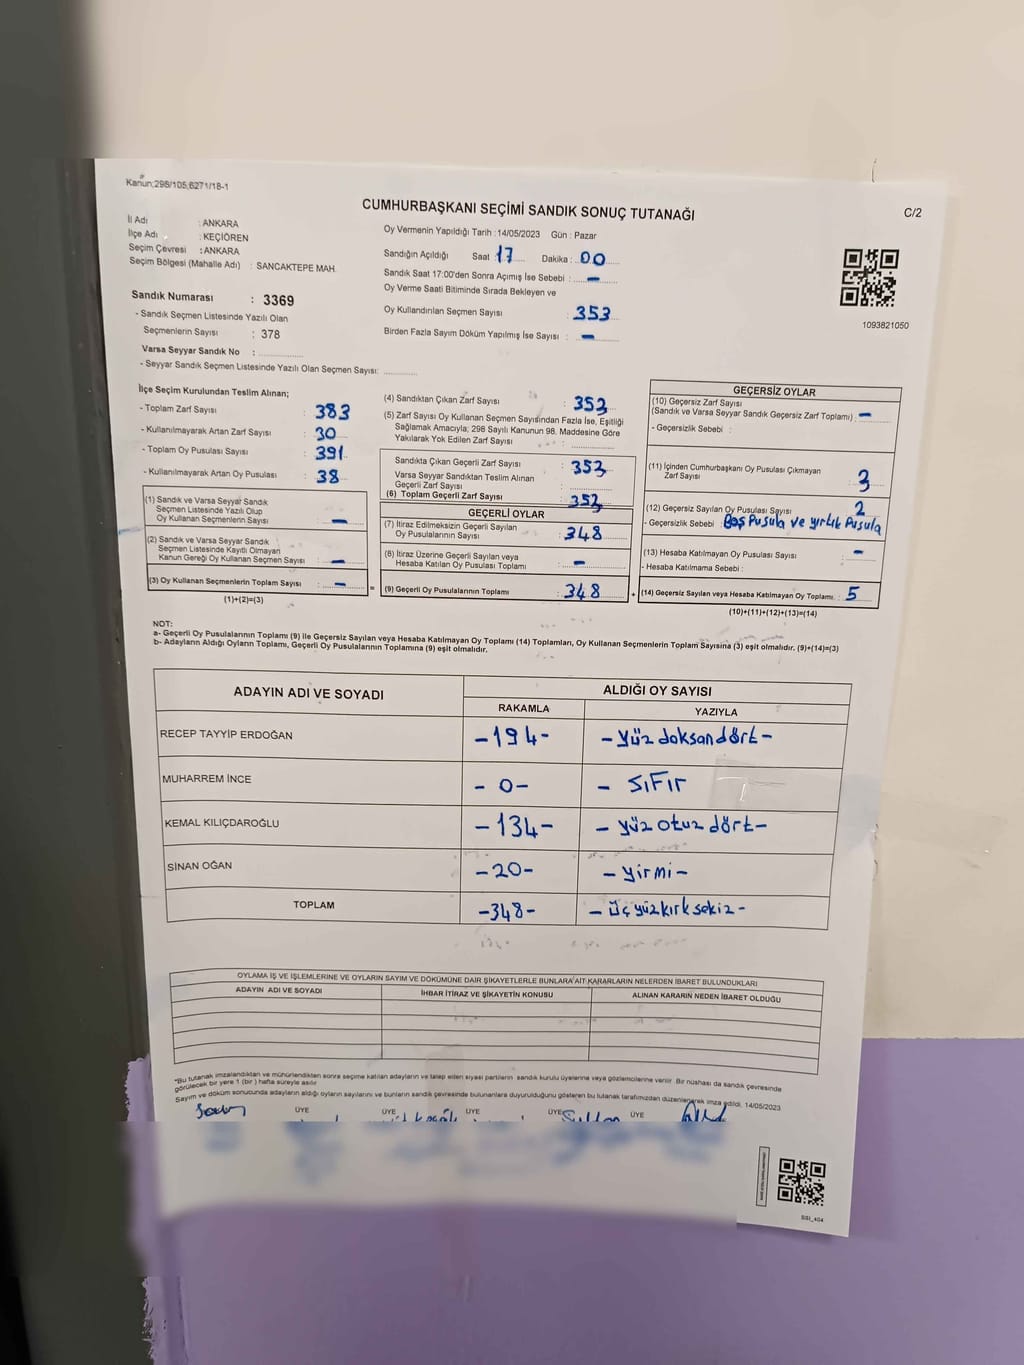 Kanun:298/105,6271/18-1
CUMHURBAŞKANI SEÇİMİ SANDIK SONUÇ TUTANAĞI
C/2
İl Adı : ANKARA
İlçe Adı : KEÇİÖREN
Seçim Çevresi : ANKARA
Seçim Bölgesi (Mahalle Adı) : SANCAKTEPE MAH.
Sandık Numarası : 3369
- Sandık Seçmen Listesinde Yazılı Olan
Seçmenlerin Sayısı : 378
Varsa Seyyar Sandık No :
- Seyyar Sandık Seçmen Listesinde Yazılı Olan Seçmen Sayısı:
Oy Vermenin Yapıldığı Tarih : 14/05/2023 Gün : Pazar
Sandığın Açıldığı Saat : 17 Dakika : 00
Sandık Saat 17:00'den Sonra Açımış İse Sebebi : -
Oy Verme Saati Bitiminde Sırada Bekleyen ve
Oy Kullandırılan Seçmen Sayısı : 353
Birden Fazla Sayım Döküm Yapılmış İse Sayısı : -
1093821050
İlçe Seçim Kurulundan Teslim Alınan;
- Toplam Zarf Sayısı : 383
- Kullanılmayarak Artan Zarf Sayısı : 30
- Toplam Oy Pusulası Sayısı : 391
- Kullanılmayarak Artan Oy Pusulası : 38
(1) Sandık ve Varsa Seyyar Sandık
Seçmen Listesinde Yazılı Olup
Oy Kullanan Seçmenlerin Sayısı : -
(2) Sandık ve Varsa Seyyar Sandık
Seçmen Listesinde Kayıtlı Olmayan
Kanun Gereği Oy Kullanan Seçmen Sayısı : -
(3) Oy Kullanan Seçmenlerin Toplam Sayısı : -
(1)+(2)=(3)
=
(4) Sandıktan Çıkan Zarf Sayısı : 353
(5) Zarf Sayısı Oy Kullanan Seçmen Sayısından Fazla İse, Eşitliği
Sağlamak Amacıyla, 298 Sayılı Kanunun 98. Maddesine Göre
Yakılarak Yok Edilen Zarf Sayısı :
Sandıkta Çıkan Geçerli Zarf Sayısı : 353
Varsa Seyyar Sandıktan Teslim Alınan
Geçerli Zarf Sayısı :
(6) Toplam Geçerli Zarf Sayısı : 353
GEÇERLİ OYLAR
(7) İtiraz Edilmeksizin Geçerli Sayılan
Oy Pusulalarının Sayısı : 348
(8) İtiraz Üzerine Geçerli Sayılan veya
Hesaba Katılan Oy Pusulası Toplamı : -
(9) Geçerli Oy Pusulalarının Toplamı : 348
+
GEÇERSİZ OYLAR
(10) Geçersiz Zarf Sayısı
(Sandık ve Varsa Seyyar Sandık Geçersiz Zarf Toplamı) : -
- Geçersizlik Sebebi :
(11) İçinden Cumhurbaşkanı Oy Pusulası Çıkmayan
Zarf Sayısı : 3
(12) Geçersiz Sayılan Oy Pusulası Sayısı : 2
- Geçersizlik Sebebi : Boş Pusula ve yırtık Pusula
(13) Hesaba Katılmayan Oy Pusulası Sayısı : -
- Hesaba Katılmama Sebebi :
(14) Geçersiz Sayılan veya Hesaba Katılmayan Oy Toplamı : 5
(10)+(11)+(12)+(13)=(14)
NOT:
a- Geçerli Oy Pusulalarının Toplamı (9) ile Geçersiz Sayılan veya Hesaba Katılmayan Oy Toplamı (14) Toplamları, Oy Kullanan Seçmenlerin Toplam Sayısına (3) eşit olmalıdır. (9)+(14)=(3)
b- Adayların Aldığı Oyların Toplamı, Geçerli Oy Pusulalarının Toplamına (9) eşit olmalıdır.
ADAYIN ADI VE SOYADI
ALDIĞI OY SAYISI
RAKAMLA YAZIYLA
RECEP TAYYİP ERDOĞAN -194- -yüz doksandört-
MUHARREM İNCE -0- - SıFır
KEMAL KILIÇDAROĞLU -134- -yüz otuz dört-
SİNAN OĞAN -20- -yirmi-
TOPLAM -348- -üçyüzkırksekiz-
OYLAMA İŞ VE İŞLEMLERİNE VE OYLARIN SAYIM VE DÖKÜMÜNE DAİR ŞİKAYETLERLE BUNLARA AİT KARARLARIN NELERDEN İBARET BULUNDUKLARI
ADAYIN ADI VE SOYADI İHBAR İTİRAZ VE ŞİKAYETİN KONUSU ALINAN KARARIN NEDEN İBARET OLDUĞU
"Bu tutanak imzalandıktan ve mühürlendikten sonra seçime katılan adayların ve talep eden siyasi partilerin sandık kurulu üyelerine veya gözlemcilerine verilir. Bir nüshası da sandık çevresinde
görülecek bir yere 1 (bir) hafta süreyle asılır.
Sayım ve döküm sonucunda adayların aldığı oyların sayılarını ve bunların sandık çevresinde bulunanlara duyurulduğunu gösteren bu tutanak tarafımızdan düzenlenerek imza edildi. 14/05/2023
ÜYE ÜYE ÜYE ÜYE ÜYE